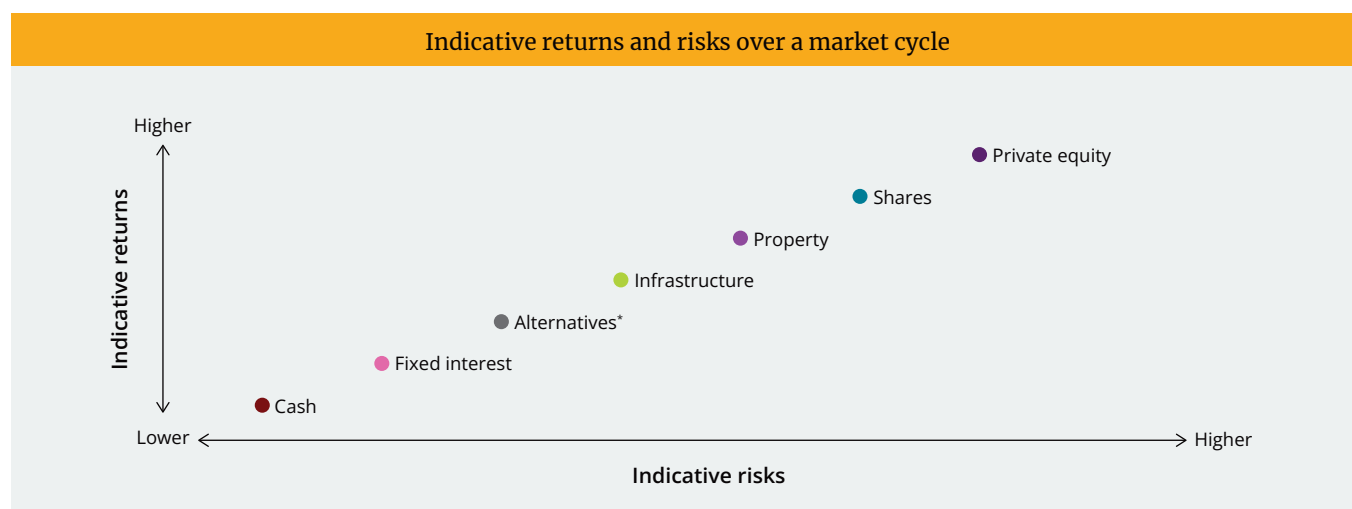 Indicative returns and risks over a market cycle
Higher
Indicative returns
Private equity
Shares
Property
Infrastructure
Alternatives*
Fixed interest
Cash
Lower
Higher
Indicative risks